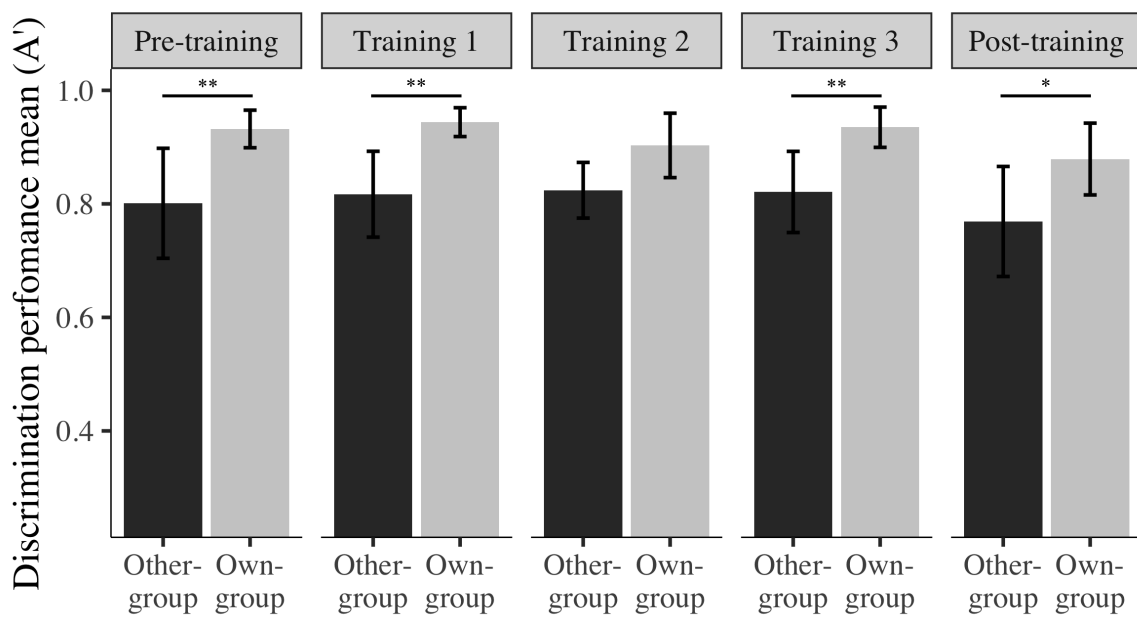 Discrimination perfomance mean (A')
Pre-training
Training 1
Training 2
Training 3
Post-training
1.0
0.8
0.6
0.4
**
**
**
*
Other-
group
Own-
group
Other-
group
Own-
group
Other-
group
Own-
group
Other-
group
Own-
group
Other-
group
Own-
group